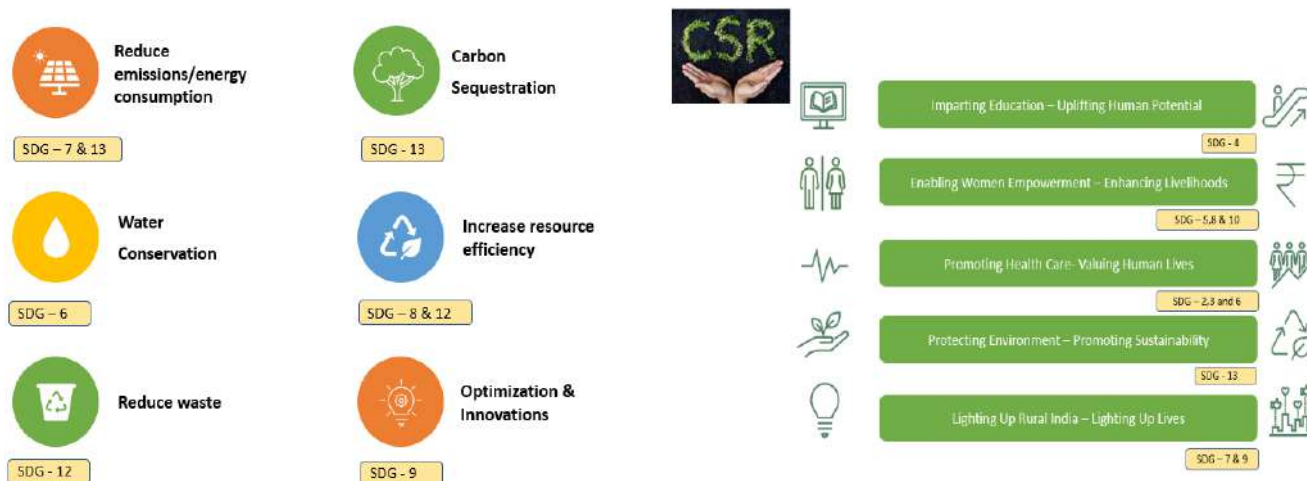 Reduce
emissions/energy
consumption
SDG – 7 & 13
Carbon
Sequestration
SDG - 13
Water
Conservation
SDG – 6
Increase resource
efficiency
SDG – 8 & 12
Reduce waste
SDG - 12
Optimization &
Innovations
SDG - 9
CSR
Imparting Education – Uplifting Human Potential
SDG - 4
Enabling Women Empowerment – Enhancing Livelihoods
SDG – 5,8 & 10
₹
Promoting Health Care- Valuing Human Lives
SDG – 2,3 and 6
Protecting Environment – Promoting Sustainability
SDG - 13
Lighting Up Rural India – Lighting Up Lives
SDG – 7 & 9